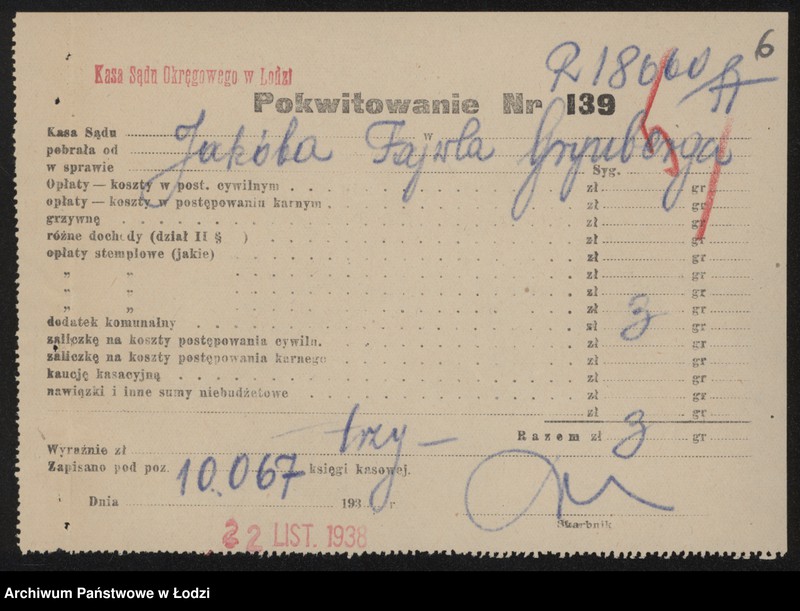 6
R 18660
Kasa Sądu Okręgowego w Łodzi
Pokwitowanie Nr 139
Kasa Sądu w
pobrała od Jakóba Fajwla Grynberga
w sprawie Syg.
Opłaty — koszty w post. cywilnym zł gr
opłaty — koszty w postępowaniu karnym zł gr
grzywnę zł gr
różne dochody (dział II § ) zł gr
opłaty stemplowe (jakie) zł gr
„ „ zł gr
„ „ zł gr
„ „ zł gr
dodatek komunalny zł 3 gr
zaliczkę na koszty postępowania cywiln. zł gr
zaliczkę na koszty postępowania karnego zł gr
kaucję kasacyjną zł gr
nawiązki i inne sumy niebudżetowe zł gr
zł gr
Razem zł 3 gr
Wyraźnie zł trzy —
Zapisano pod poz. 10.067 księgi kasowej.
Dnia 193 r
22 LIST. 1938
Skarbnik
Archiwum Państwowe w Łodzi